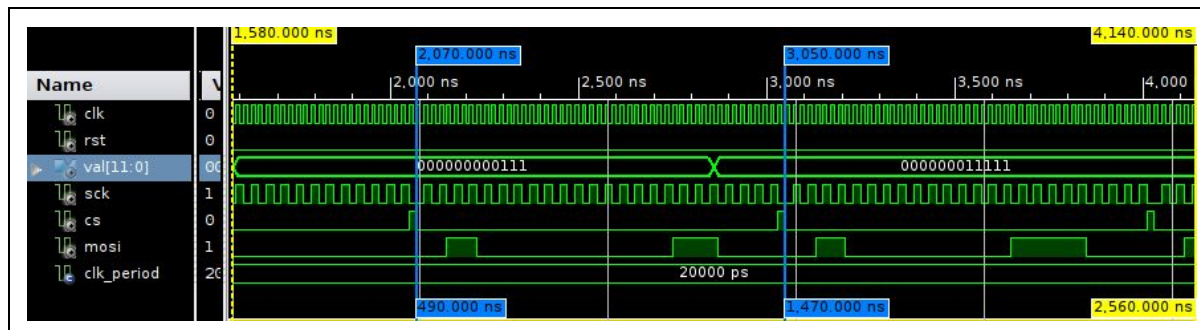 1,580.000 ns 4,140.000 ns
2,070.000 ns 3,050.000 ns
Name V 2,000 ns 2,500 ns 3,000 ns 3,500 ns 4,000
clk 0
rst 0
val[11:0] 00 000000000111 000000011111
sck 1
cs 0
mosi 1
clk_period 20 20000 ps
490.000 ns 1,470.000 ns 2,560.000 ns